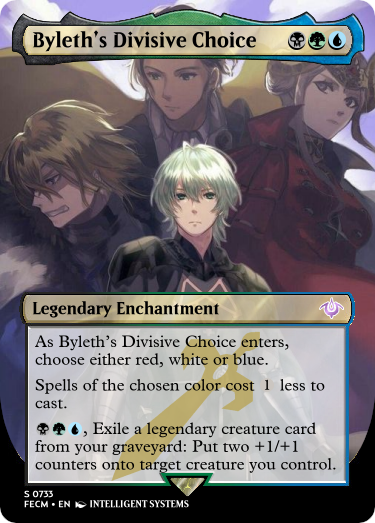 Byleth's Divisive Choice
Legendary Enchantment
As Byleth's Divisive Choice enters,
choose either red, white or blue.
Spells of the chosen color cost 1 less to
cast.
, Exile a legendary creature card
from your graveyard: Put two +1/+1
counters onto target creature you control.
S 0733
FECM • EN INTELLIGENT SYSTEMS